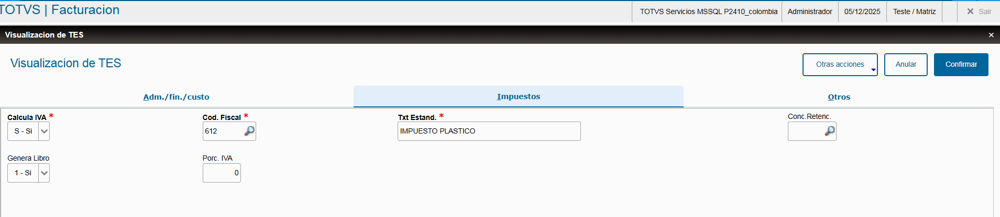 TOTVS | Facturacion
TOTVS Servicios MSSQL P2410_colombia
Administrador
05/12/2025
Teste / Matriz
Sair
Visualizacion de TES
Visualizacion de TES
Otras acciones
Anular
Confirmar
Adm./fin./custo
Impuestos
Otros
Calcula IVA *
Cod. Fiscal *
Txt Estand. *
Conc.Retenc.
S - Si
612
IMPUESTO PLASTICO
Genera Libro
Porc. IVA
1 - Si
0